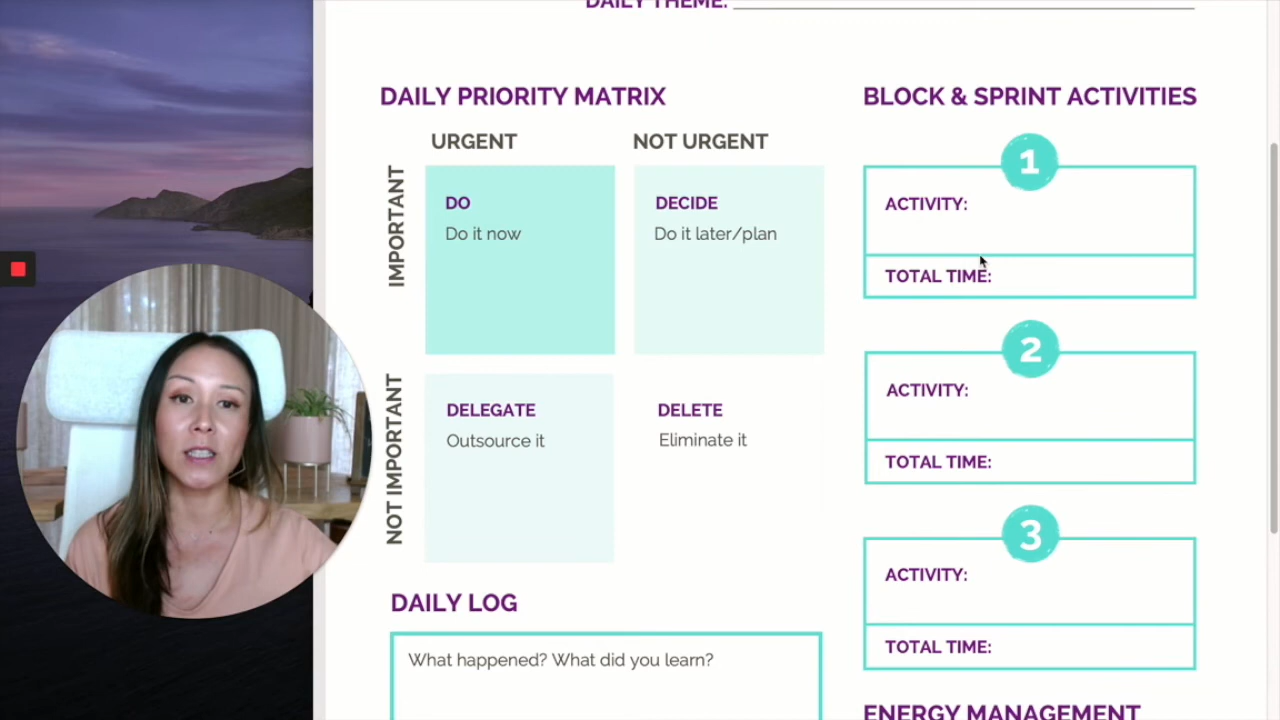 DAILY THEME:
DAILY PRIORITY MATRIX
URGENT
NOT URGENT
IMPORTANT
DO
Do it now
DECIDE
Do it later/plan
NOT IMPORTANT
DELEGATE
Outsource it
DELETE
Eliminate it
DAILY LOG
What happened? What did you learn?
BLOCK & SPRINT ACTIVITIES
1
ACTIVITY:
TOTAL TIME:
2
ACTIVITY:
TOTAL TIME:
3
ACTIVITY:
TOTAL TIME:
ENERGY MANAGEMENT